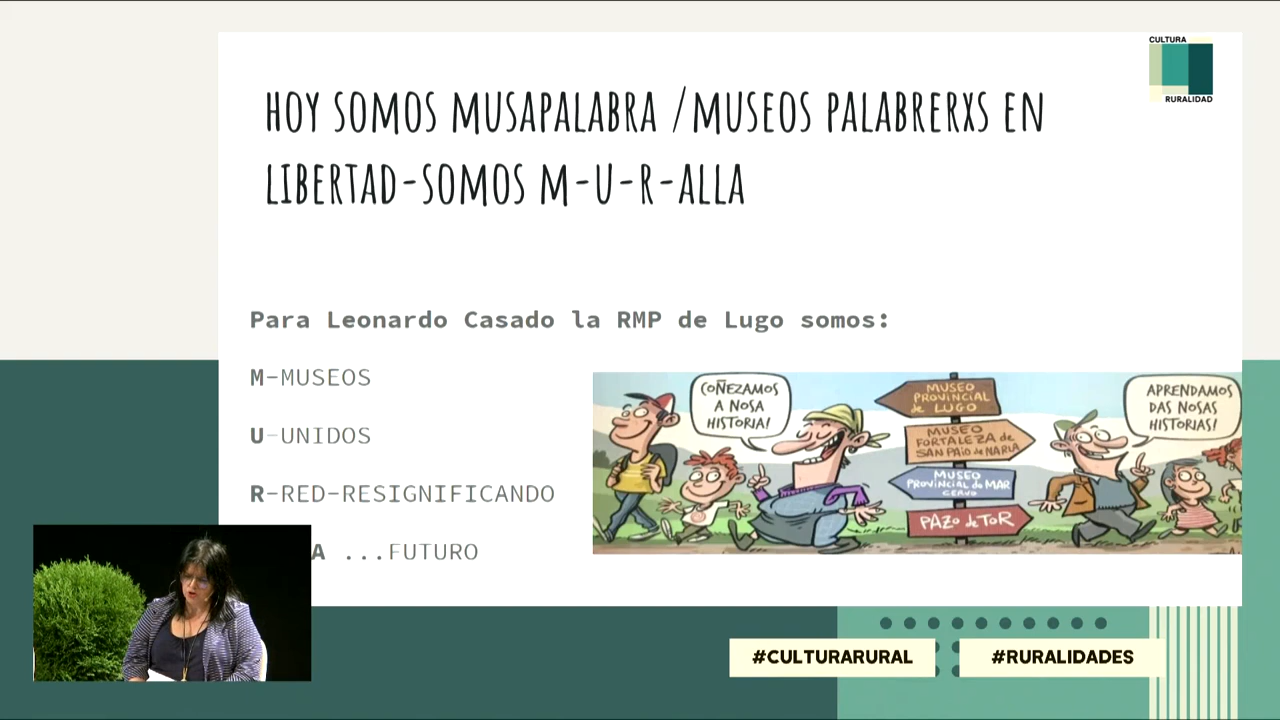 CULTURA
RURALIDAD
HOY SOMOS MUSAPALABRA /MUSEOS PALABRERXS EN
LIBERTAD-SOMOS M-U-R-ALLA
Para Leonardo Casado la RMP de Lugo somos:
M-MUSEOS
U-UNIDOS
R-RED-RESIGNIFICANDO
A ...FUTURO
COÑEZAMOS
A NOSA
HISTORIA!
MUSEO
PROVINCIAL
de LUGO
MUSEO
FORTALEZA de
SAN PAIO de NARLA
MUSEO
PROVINCIAL do MAR
CERVO
PAZO de TOR
APRENDAMOS
DAS NOSAS
HISTORIAS!
#CULTURARURAL
#RURALIDADES